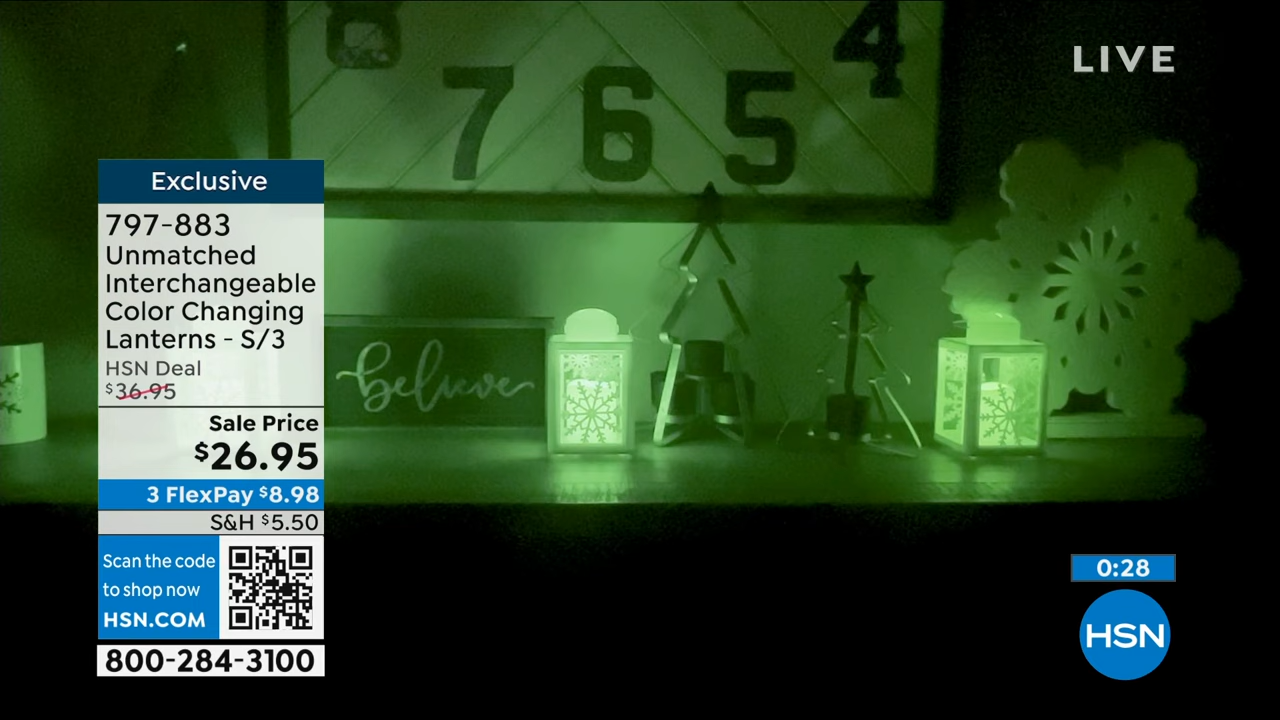 8 7 6 5 4
LIVE
Exclusive
797-883
Unmatched
Interchangeable
Color Changing
Lanterns - S/3
HSN Deal
$36.95
Sale Price
$26.95
3 FlexPay $8.98
S&H $5.50
Scan the code
to shop now
HSN.COM
800-284-3100
believe
0:28
HSN